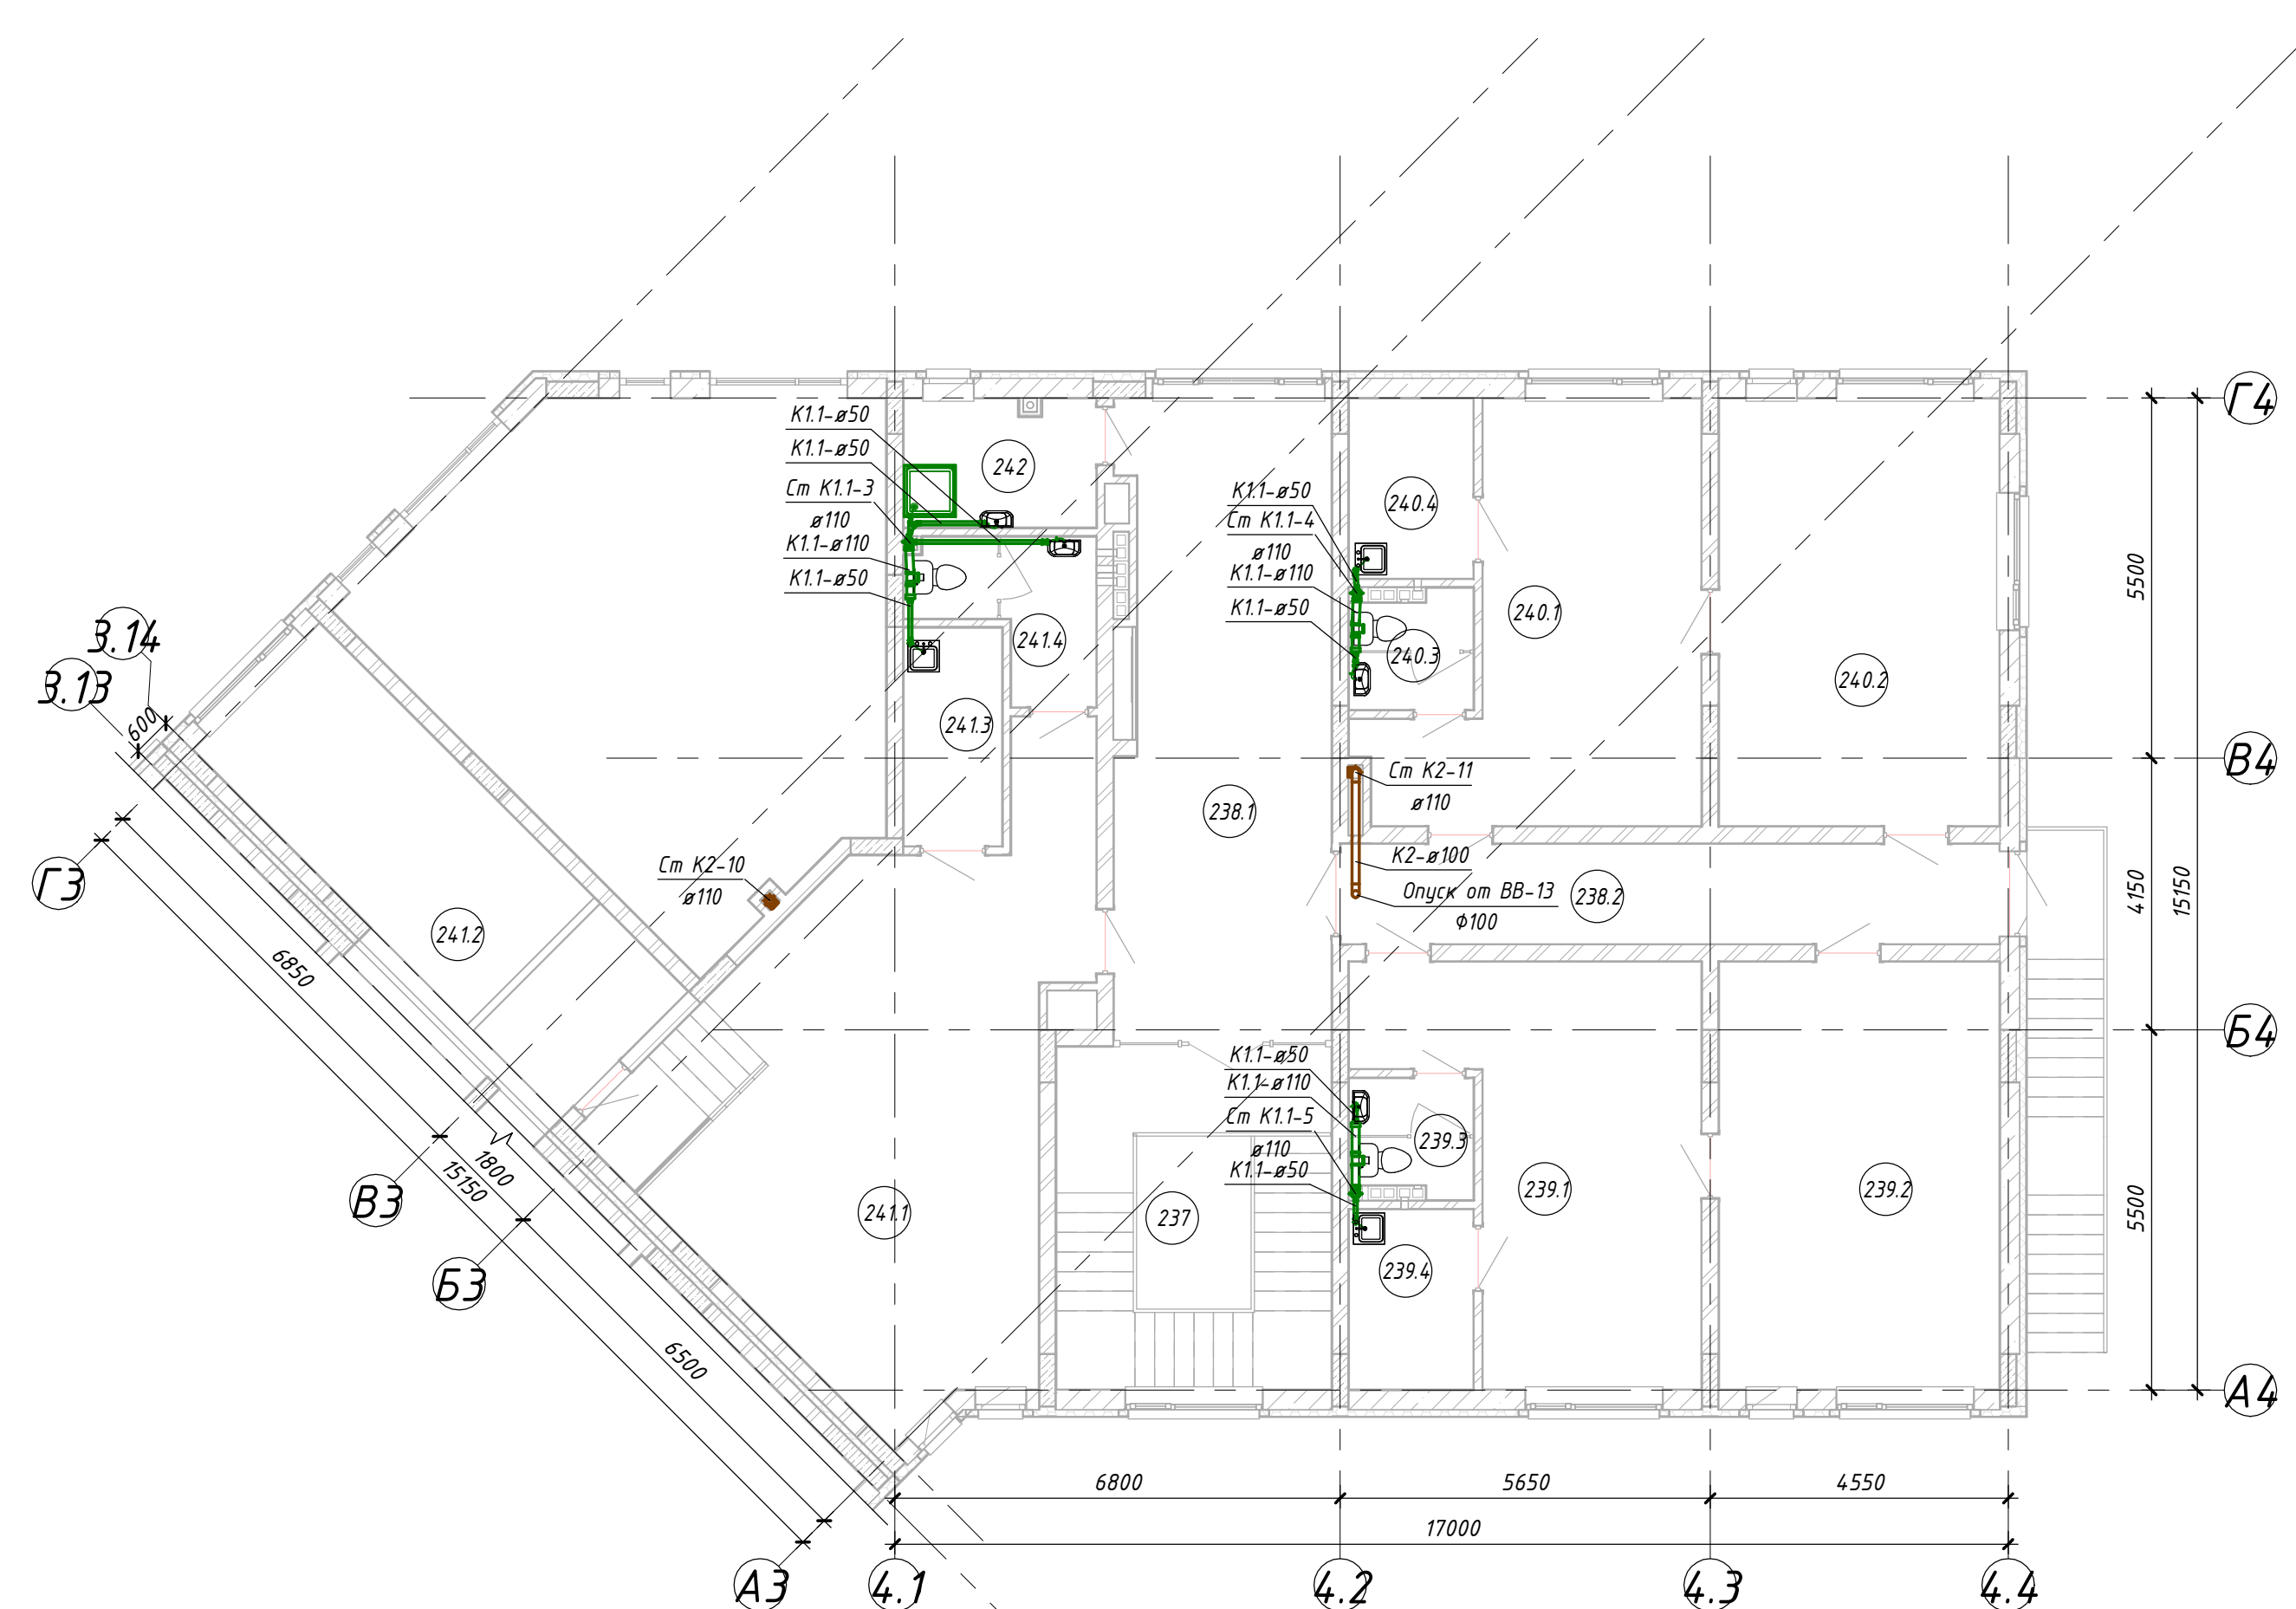 Г4
К1.1-ø50
К1.1-ø50
242
Ст К1.1-3
ø110
К1.1-ø110
К1.1-ø50
К1.1-ø50
Ст К1.1-4
ø110
К1.1-ø110
К1.1-ø50
240.4
240.1
240.3
240.2
5500
3.14
3.13
600
241.4
241.3
В4
Ст К2-11
ø110
238.1
К2-ø100
Опуск от ВВ-13
ф100
238.2
4150
15150
Ст К2-10
ø110
Г3
241.2
6850
Б4
К1.1-ø50
К1.1-ø110
Ст К1.1-5
ø110
К1.1-ø50
239.3
239.1
239.2
239.4
5500
1800
15150
В3
241.1
237
Б3
6500
А4
6800
5650
4550
17000
А3
4.1
4.2
4.3
4.4